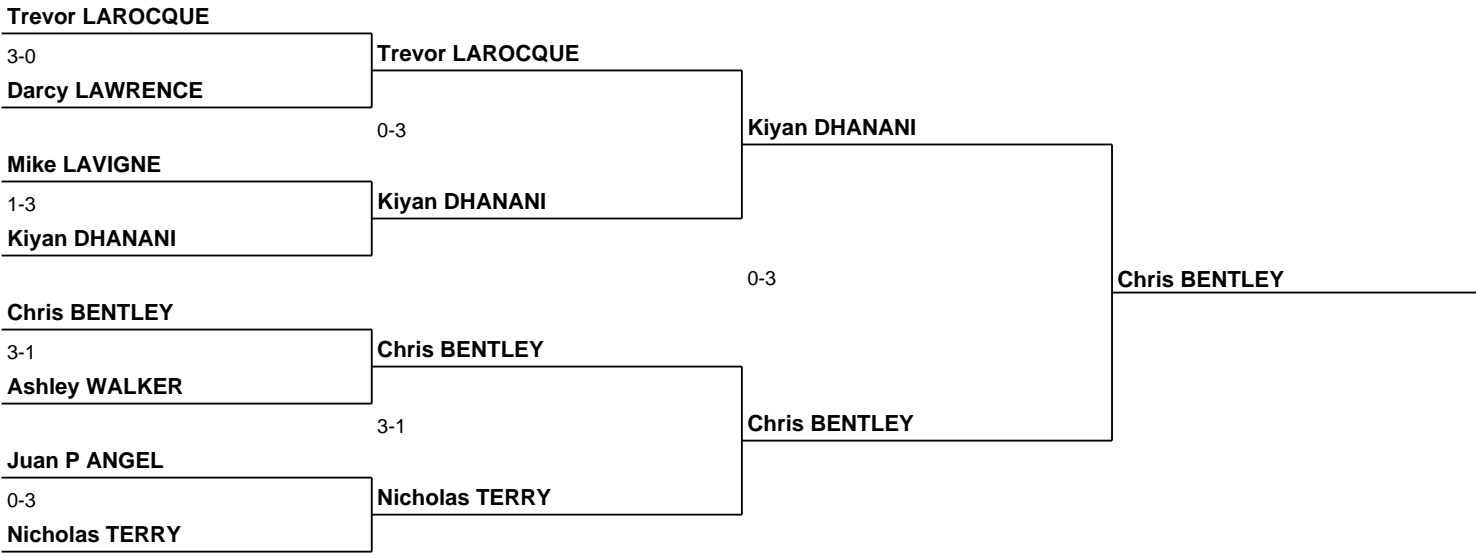 Trevor LAROCQUE
3-0
Darcy LAWRENCE
Mike LAVIGNE
1-3
Kiyan DHANANI
Chris BENTLEY
3-1
Ashley WALKER
Juan P ANGEL
0-3
Nicholas TERRY
Trevor LAROCQUE
0-3
Kiyan DHANANI
Chris BENTLEY
3-1
Nicholas TERRY
Kiyan DHANANI
0-3
Chris BENTLEY
Chris BENTLEY